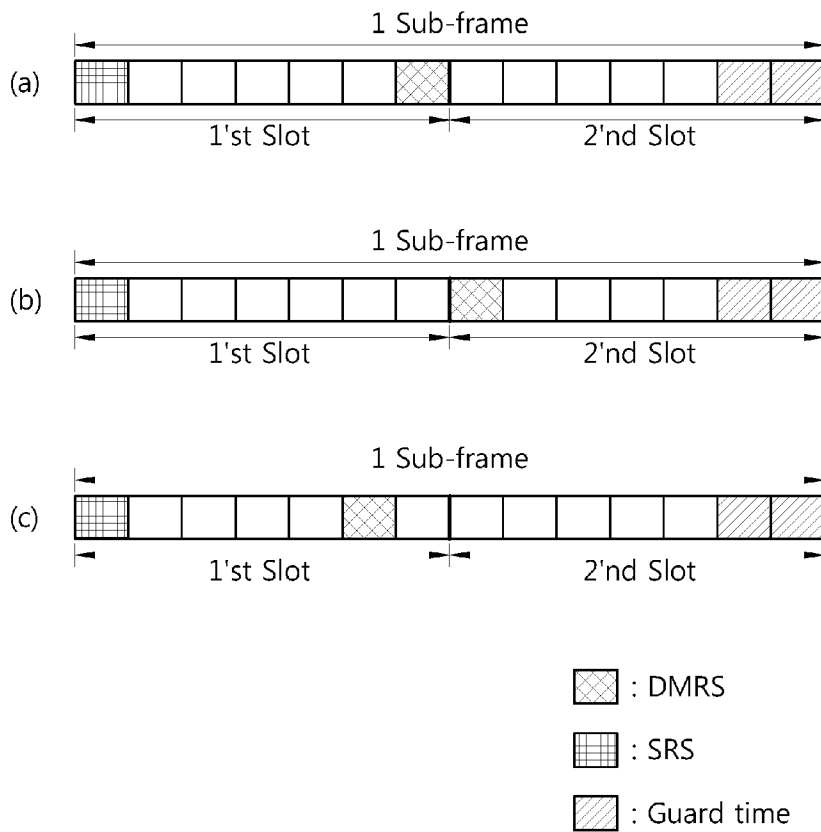 1 Sub-frame
(a)
1'st Slot 2'nd Slot
1 Sub-frame
(b)
1'st Slot 2'nd Slot
1 Sub-frame
(c)
1'st Slot 2'nd Slot
: DMRS
: SRS
: Guard time